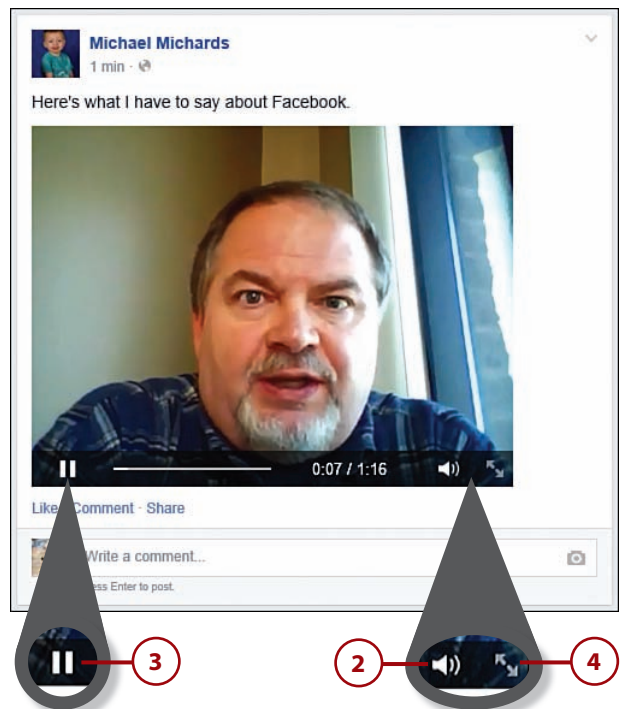 Michael Michards
1 min ·
Here's what I have to say about Facebook.
0:07 / 1:16
Like Comment · Share
Write a comment...
ess Enter to post.
3
2
4